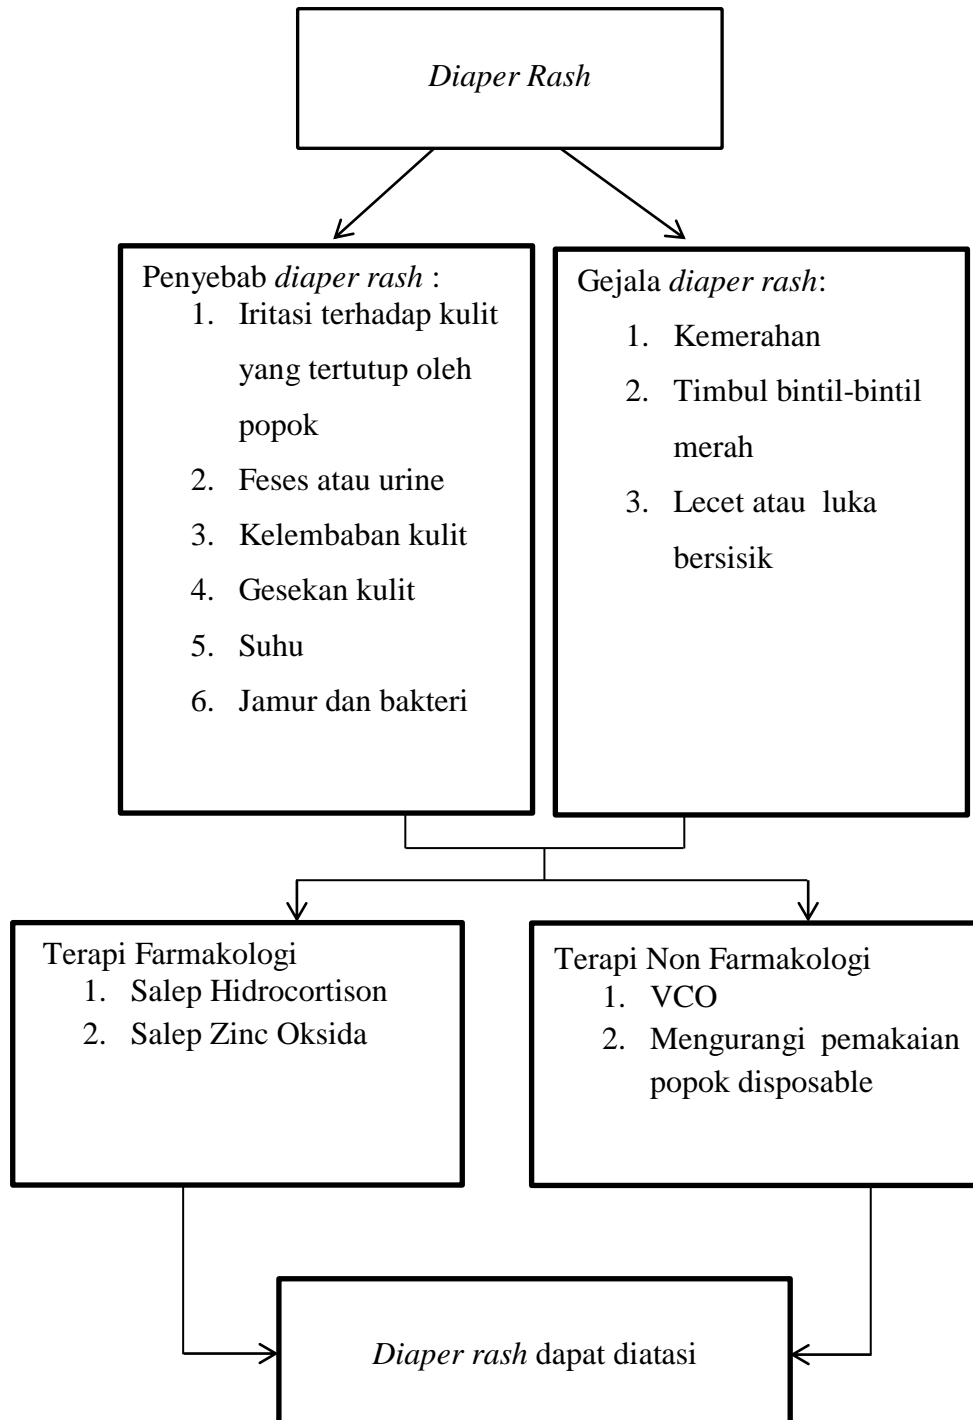 Diaper Rash
Penyebab diaper rash :
1. Iritasi terhadap kulit
yang tertutup oleh
popok
2. Feses atau urine
3. Kelembaban kulit
4. Gesekan kulit
5. Suhu
6. Jamur dan bakteri
Gejala diaper rash:
1. Kemerahan
2. Timbul bintil-bintil
merah
3. Lecet atau luka
bersisik
Terapi Farmakologi
1. Salep Hidrocortison
2. Salep Zinc Oksida
Terapi Non Farmakologi
1. VCO
2. Mengurangi pemakaian
popok disposable
Diaper rash dapat diatasi